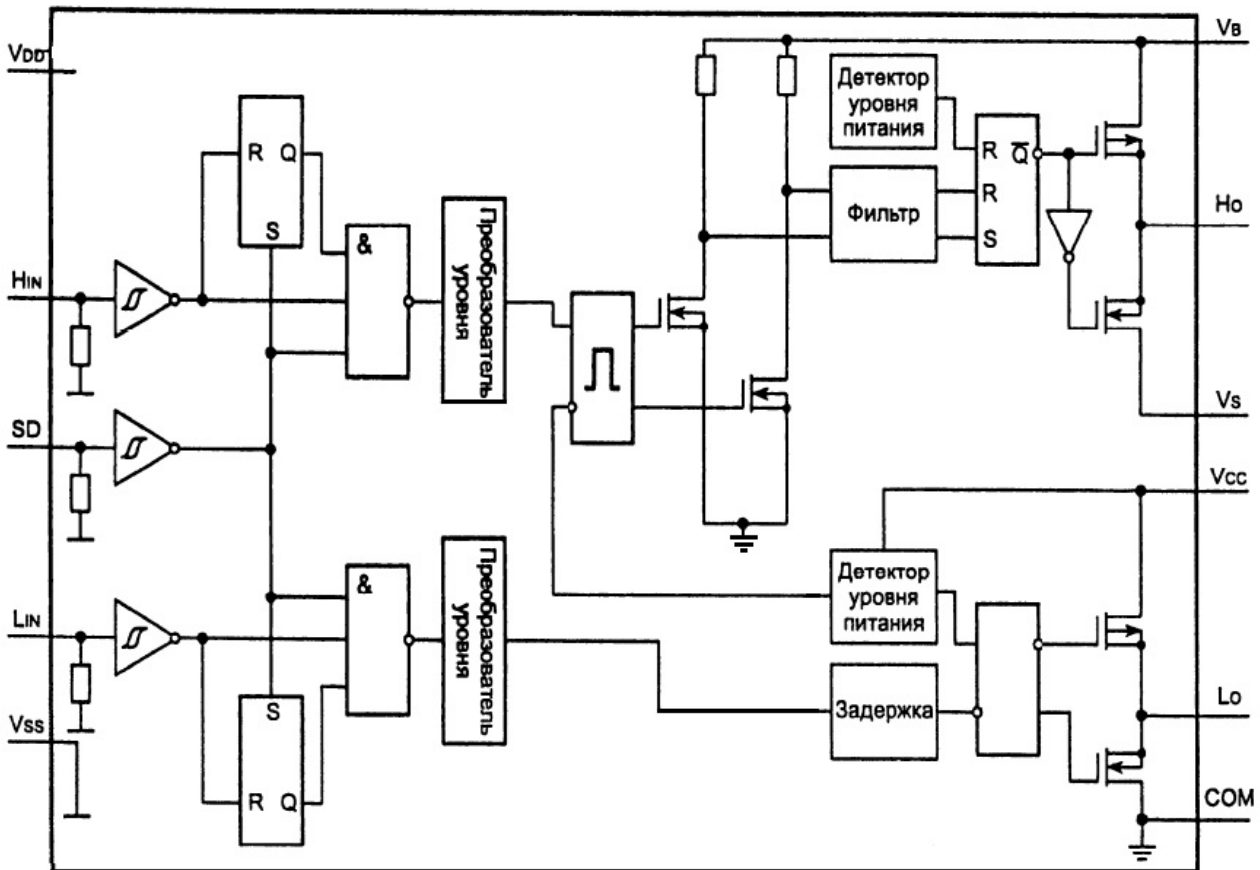 VDD
VB
Детектор
уровня
питания
R Q
S
R Q̅
R
S
Фильтр
HO
HIN
&
Преобразователь
уровня
SD
VS
VCC
LIN
&
Преобразователь
уровня
Детектор
уровня
питания
Задержка
LO
VSS
S
R Q
COM